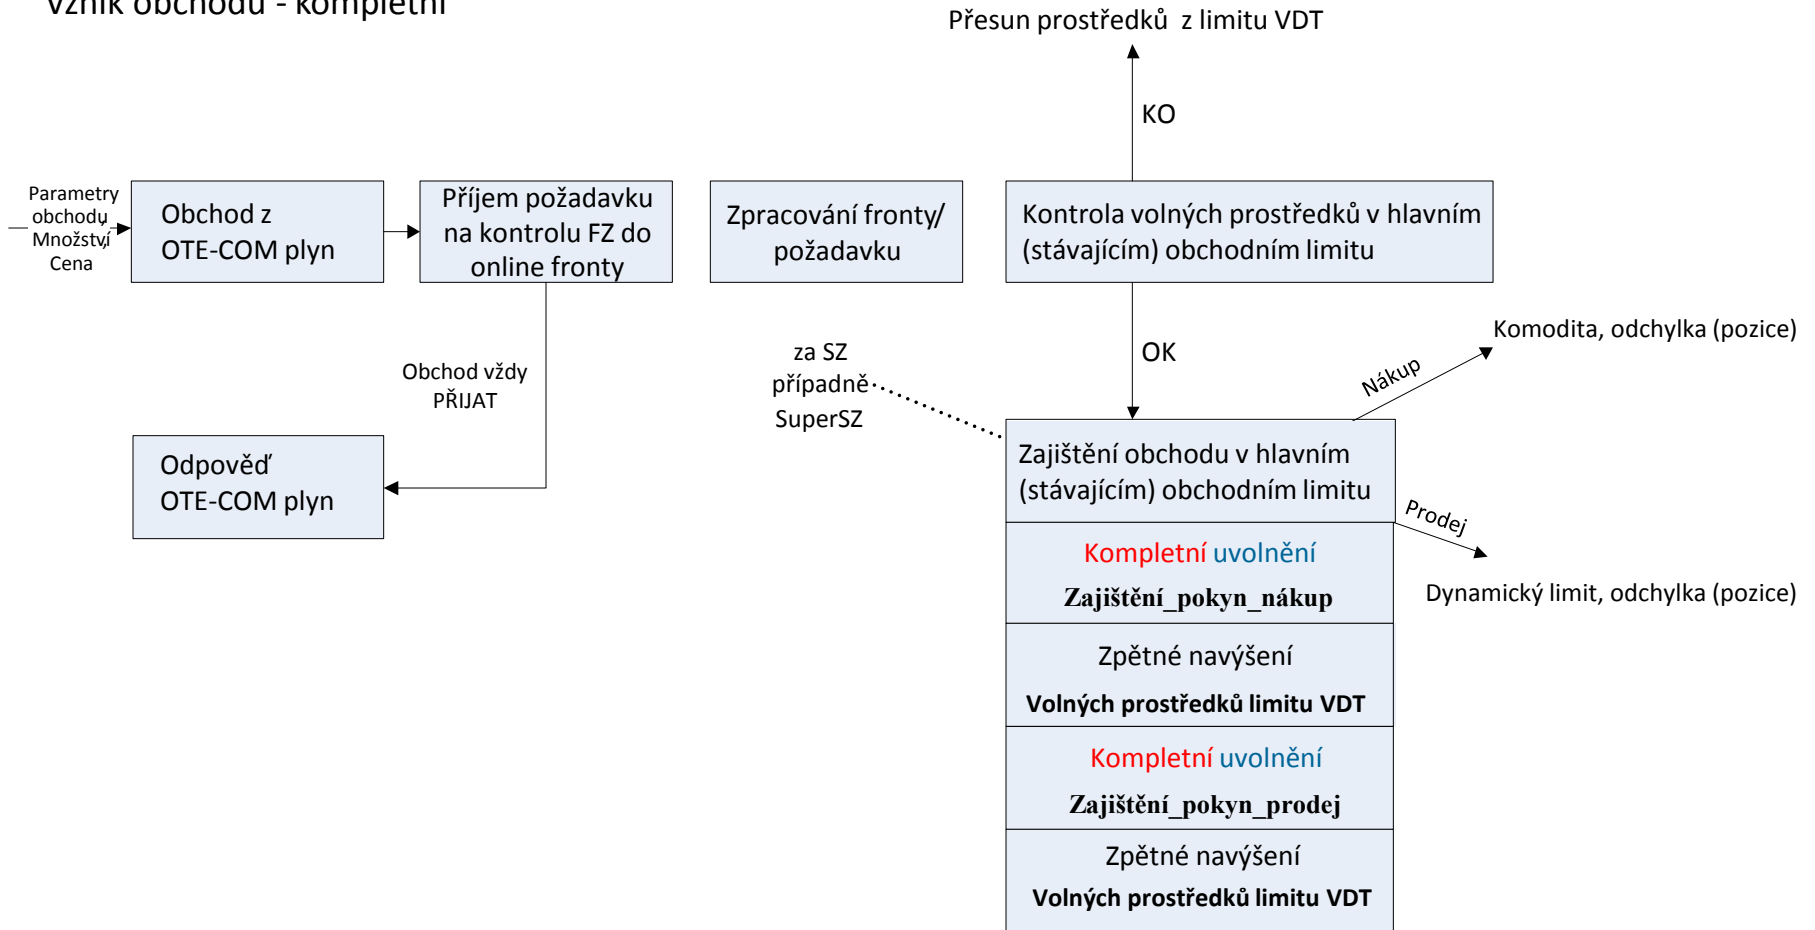 Vznik obchodu - kompletní
Přesun prostředků z limitu VDT
KO
Parametry
obchodu,
Množství,
Cena
Obchod z
OTE-COM plyn
Příjem požadavku
na kontrolu FZ do
online fronty
Zpracování fronty/
požadavku
Kontrola volných prostředků v hlavním
(stávajícím) obchodním limitu
Obchod vždy
PŘIJAT
za SZ
případně
SuperSZ
OK
Nákup
Komodita, odchylka (pozice)
Odpověď
OTE-COM plyn
Zajištění obchodu v hlavním
(stávajícím) obchodním limitu
Prodej
Dynamický limit, odchylka (pozice)
Kompletní uvolnění
Zajištění_pokyn_nákup
Zpětné navýšení
Volných prostředků limitu VDT
Kompletní uvolnění
Zajištění_pokyn_prodej
Zpětné navýšení
Volných prostředků limitu VDT